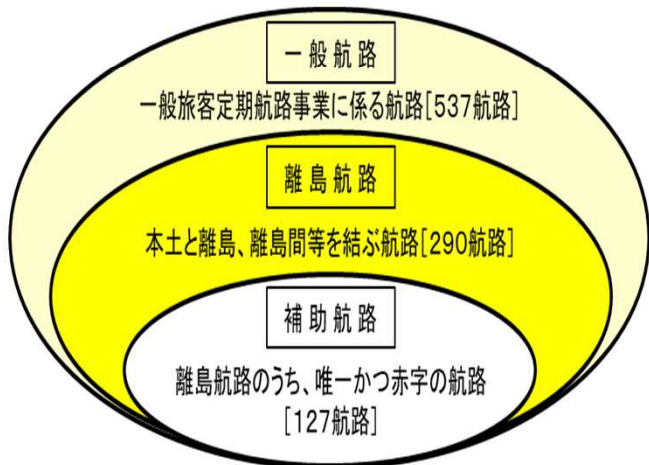 一般航路
一般旅客定期航路事業に係る航路[537航路]
離島航路
本土と離島、離島間等を結ぶ航路[290航路]
補助航路
離島航路のうち、唯一かつ赤字の航路
[127航路]